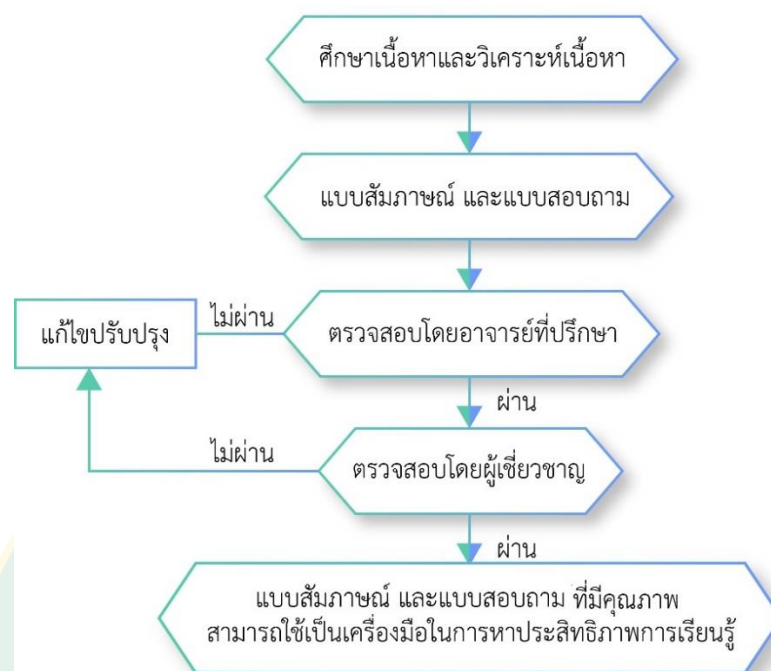 ศึกษาเนื้อหาและวิเคราะห์เนื้อหา
แบบสัมภาษณ์ และแบบสอบถาม
แก้ไขปรับปรุง
ไม่ผ่าน
ตรวจสอบโดยอาจารย์ที่ปรึกษา
ผ่าน
ไม่ผ่าน
ตรวจสอบโดยผู้เชี่ยวชาญ
ผ่าน
แบบสัมภาษณ์ และแบบสอบถาม ที่มีคุณภาพ
สามารถใช้เป็นเครื่องมือในการหาประสิทธิภาพการเรียนรู้